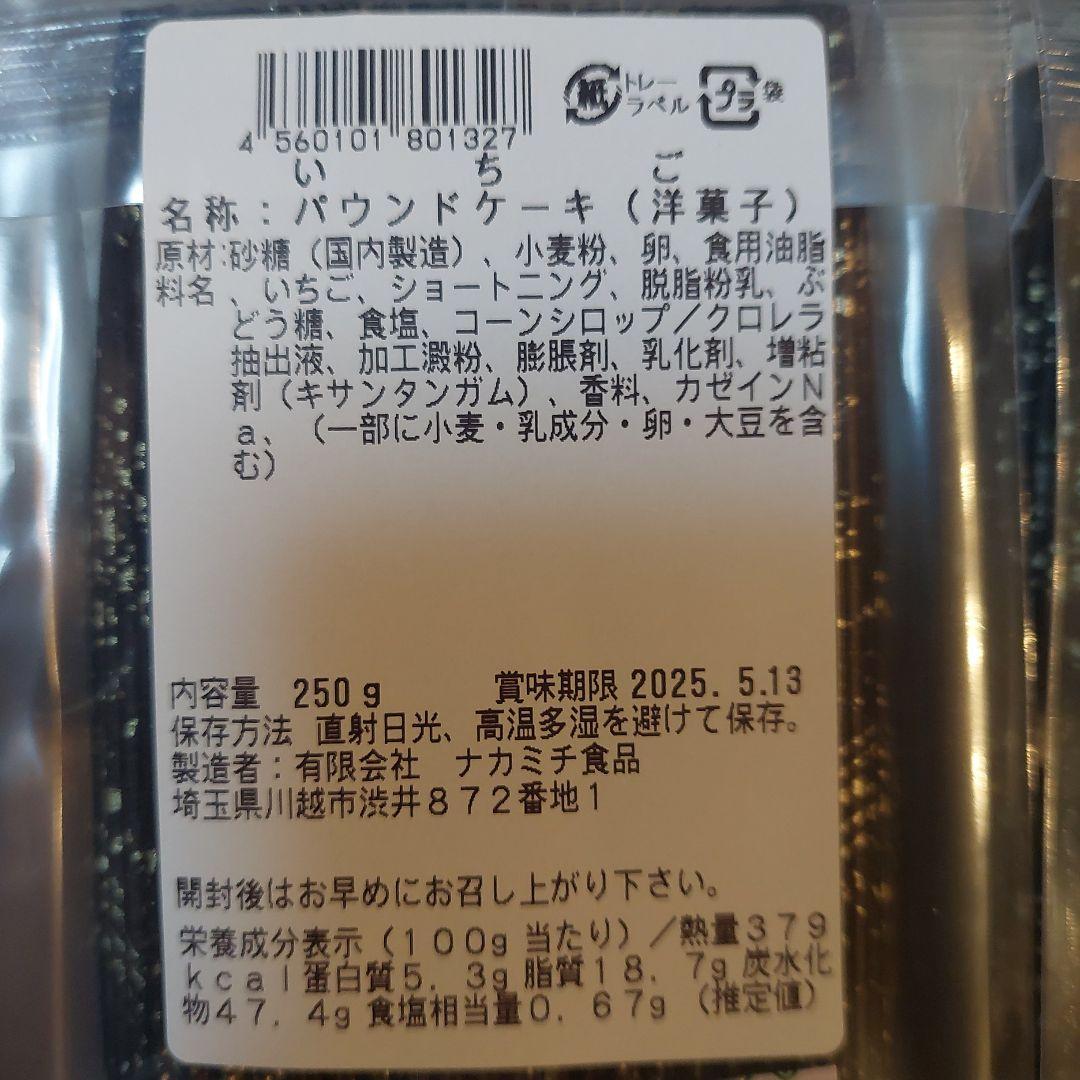 4 560101 801327
紙 トレー
ラベル
プラ 袋
いちご
名称：パウンドケーキ（洋菓子）
原材:砂糖（国内製造）、小麦粉、卵、食用油脂
料名、いちご、ショートニング、脱脂粉乳、ぶ
どう糖、食塩、コーンシロップ／クロレラ
抽出液、加工澱粉、膨脹剤、乳化剤、増粘
剤（キサンタンガム）、香料、カゼインＮ
ａ、（一部に小麦・乳成分・卵・大豆を含
む）
内容量 250ｇ 賞味期限 2025. 5.13
保存方法 直射日光、高温多湿を避けて保存。
製造者：有限会社 ナカミチ食品
埼玉県川越市渋井８７２番地１
開封後はお早めにお召し上がり下さい。
栄養成分表示（１００g 当たり）／熱量３７９
ｋｃａｌ蛋白質５．３g 脂質１８．７g 炭水化
物４７．４g 食塩相当量０．６７g （推定値）